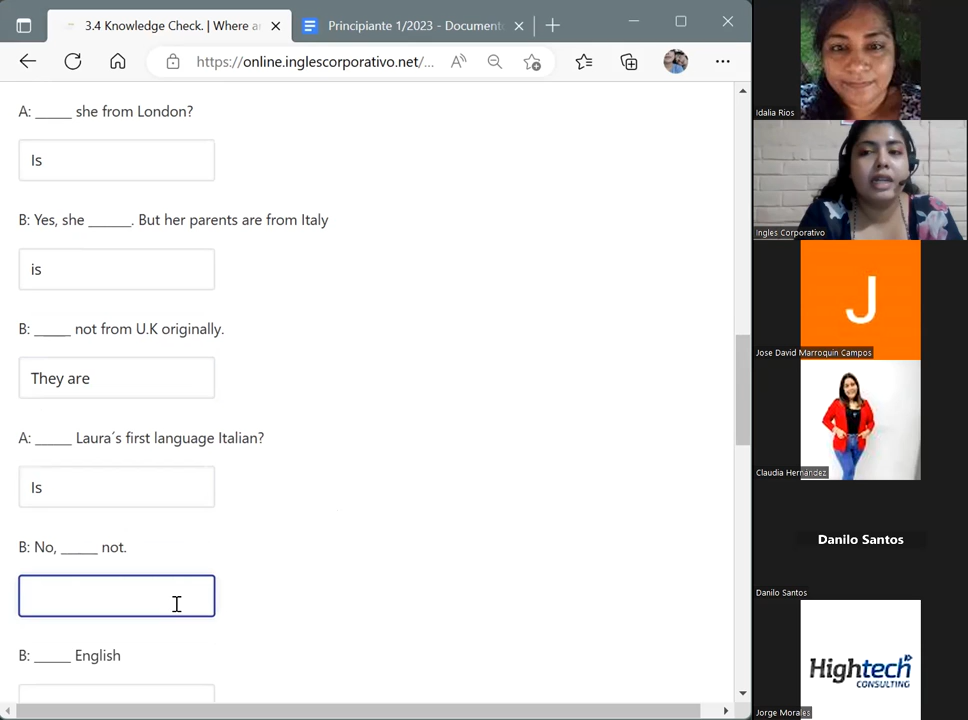 3.4 Knowledge Check. | Where a
Principiante 1/2023 - Document
https://online.inglescorporativo.net/...
A: _____ she from London?
Is
B: Yes, she ______. But her parents are from Italy
is
B: _____ not from U.K originally.
They are
A: _____ Laura´s first language Italian?
Is
B: No, _____ not.
B: _____ English
Idalia Rios
Ingles Corporativo
J
Jose David Marroquin Campos
Claudia Hernández
Danilo Santos
Danilo Santos
Hightech
CONSULTING
Jorge Morales